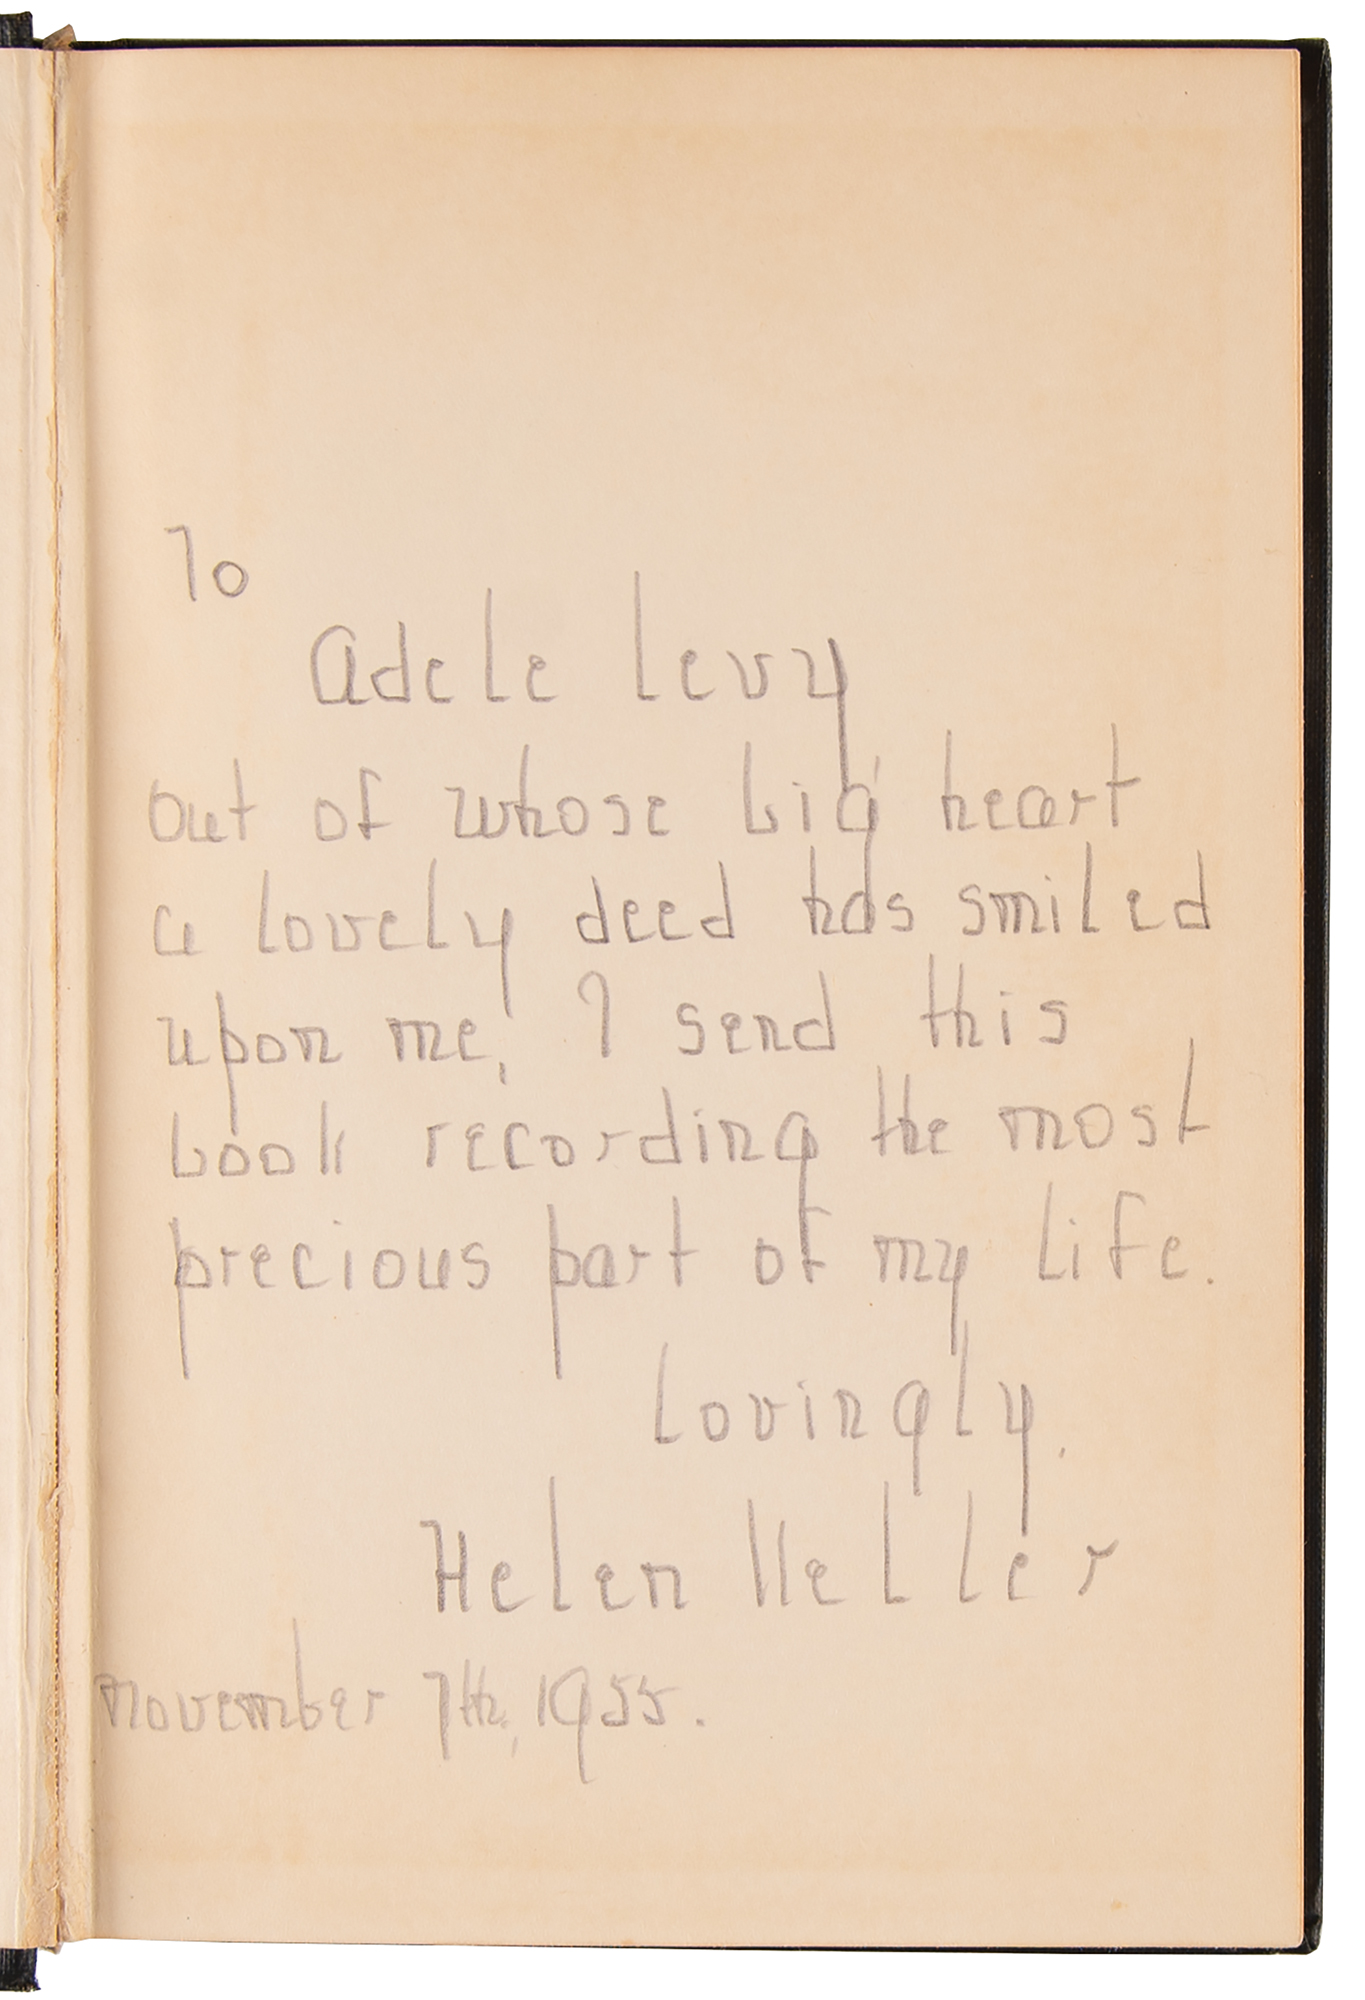 To
Adele Levy
out of whose big heart
a lovely deed has smiled
upon me, I send this
book recording the most
precious part of my life.
Lovingly,
Helen Keller
November 7th, 1955.